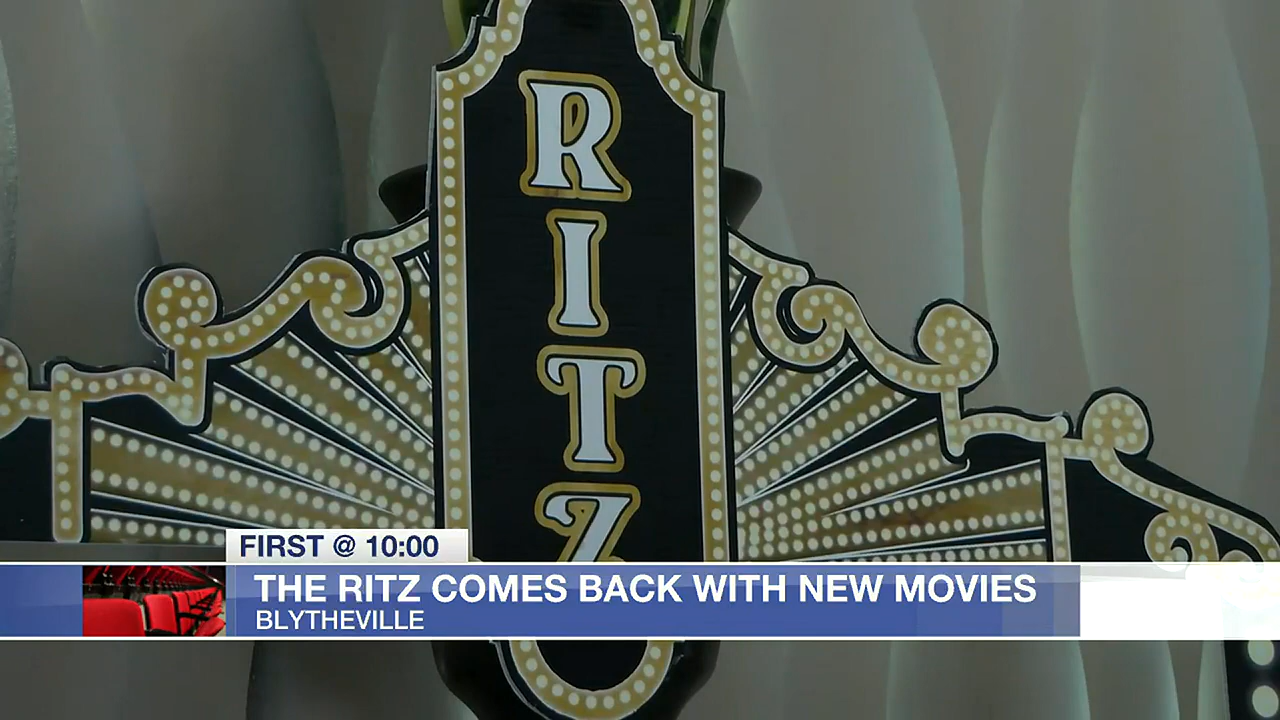 RITZ
FIRST @ 10:00
THE RITZ COMES BACK WITH NEW MOVIES
BLYTHEVILLE